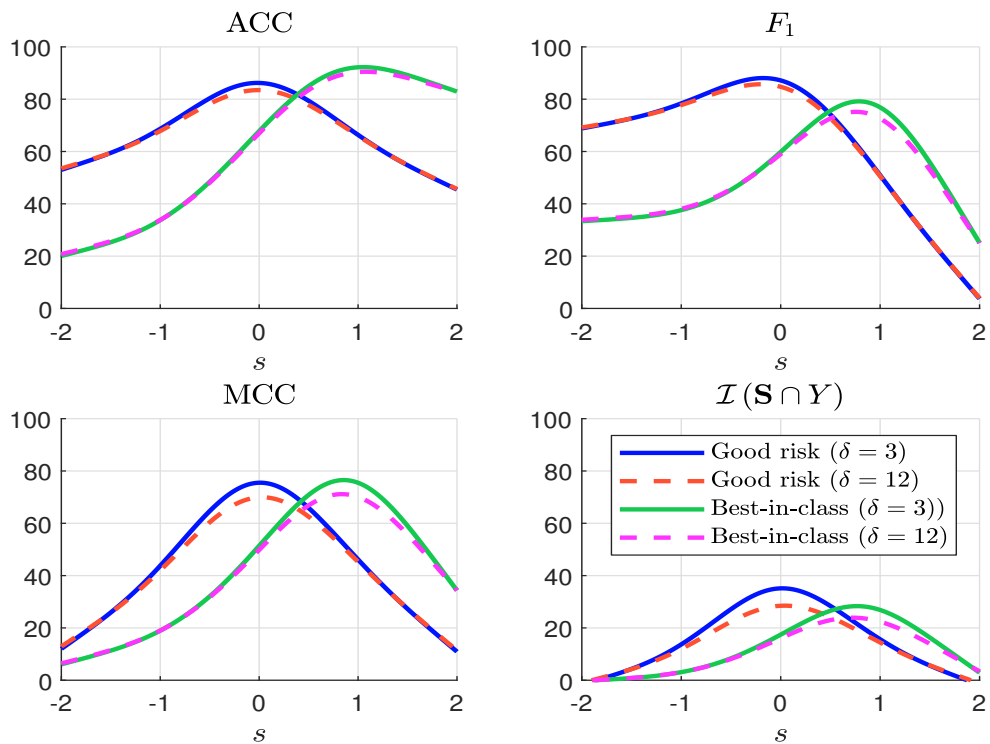 ACC
100
80
60
40
20
0
-2 -1 0 1 2
s
F₁
100
80
60
40
20
0
-2 -1 0 1 2
s
MCC
100
80
60
40
20
0
-2 -1 0 1 2
s
𝓘 (𝐒 ∩ Y)
100
80
60
40
20
0
Good risk (δ = 3)
Good risk (δ = 12)
Best-in-class (δ = 3))
Best-in-class (δ = 12)
-2 -1 0 1 2
s